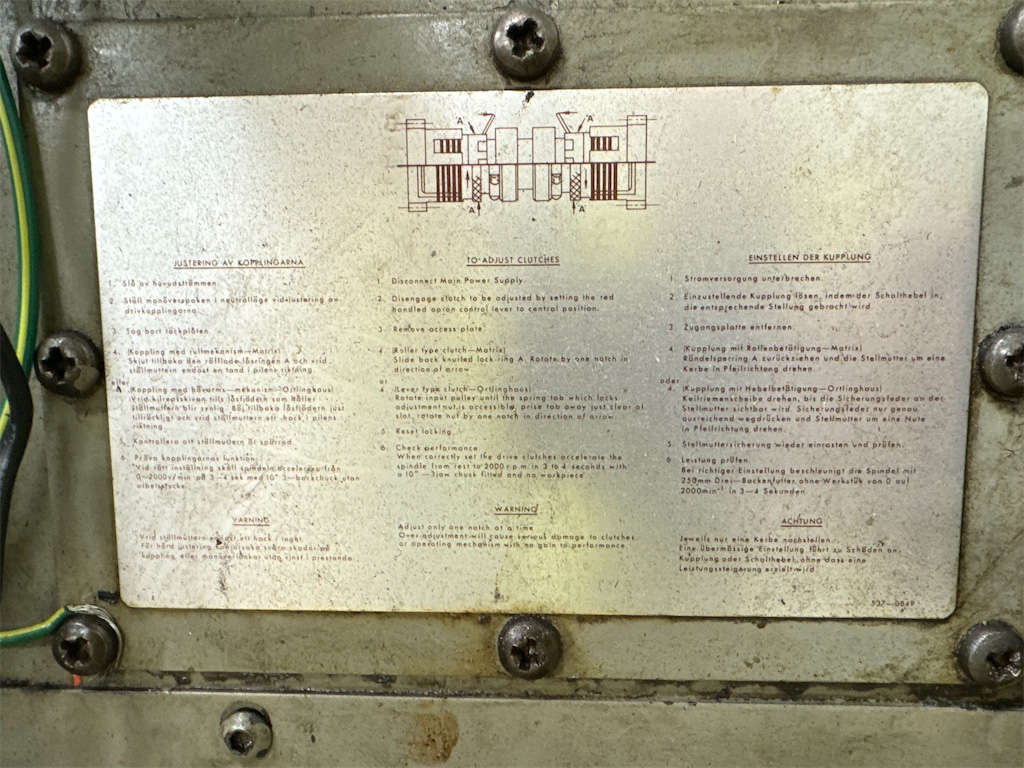 A
A
A
A
JUSTERING AV KOPPLINGARNA
1. Slå av huvudströmmen
2. Ställ manöverspaken i neutralläge vid justering av
drivkopplingarna.
3. Tag bort täckplåten
4. (Koppling med rullmekanism—Matrix)
Skjut tillbaka den räfflade låsringen A och vrid
ställmuttern endast en tand i pilens riktning.
eller
4. (Koppling med hävarms—mekanism—Ortlinghaus)
Vrid kilrepsskivan tills låsfjädern som håller
ställmuttern blir synlig. Böj tillbaka låsfjädern just
tillräckligt och vrid ställmuttern ett hack i pilens
riktning.
5. Kontrollera att ställmuttern är spärrad.
6. Pröva kopplingarnas funktion.
Vid rätt inställning skall spindeln accelerera från
0—2000v/min på 3—4 sek med 10" 3—backchuck utan
arbetsstycke.
VARNING
Vrid ställmuttern endast ett hack i taget.
För hård justering kan orsaka svåra skador på
koppling eller manöverlänkar utan vinst i prestanda.
TO ADJUST CLUTCHES
Disconnect Main Power Supply.
2. Disengage clutch to be adjusted by setting the red
handled apron control lever to central position.
3. Remove access plate.
4. (Roller type clutch—Matrix)
Slide back knurled lock ring A. Rotate by one notch in
direction of arrow.
or
4. (Lever type clutch—Ortlinghaus)
Rotate input pulley until the spring tab which locks
adjustment nut is accessible, prise tab away just clear of
slot, rotate nut by one notch in direction of arrow.
5. Reset locking.
6. Check performance
When correctly set the drive clutches accelerate the
spindle from rest to 2000 r.p.m. in 3 to 4 seconds with
a 10" —3jaw chuck fitted and no workpiece.
WARNING
Adjust only one notch at a time
Over adjustment will cause serious damage to clutches
or operating mechanism with no gain to performance.
EINSTELLEN DER KUPPLUNG
1. Stromversorgung unterbrechen.
2. Einzustellende Kupplung lösen, indem der Schalthebel in
die entsprechende Stellung gebracht wird.
3. Zugangsplatte entfernen.
4. (Kupplung mit Rollenbetätigung—Matrix)
Rändelsperring A zurückziehen und die Stellmutter um eine
Kerbe in Pfeilrichtung drehen.
oder
4. (Kupplung mit Hebelbetätigung—Ortlinghaus)
Keilriemenscheibe drehen, bis die Sicherungsfeder an der
Stellmutter sichtbar wird. Sicherungsfeder nur genau
ausreichend wegdrücken und Stellmutter um eine Nute
in Pfeilrichtung drehen.
5. Stellmuttersicherung wieder einrasten und prüfen.
6. Leistung prüfen.
Bei richtiger Einstellung beschleunigt die Spindel mit
250mm Drei—Backenfutter ohne Werkstük von 0 auf
2000min⁻¹ in 3—4 Sekunden
ACHTUNG
Jeweils nur eine Kerbe nachstellen.
Eine übermässige Einstellung führt zu Schäden an
Kupplung oder Schalthebel, ohne dass eine
Leistungssteigerung erzielt wird.
507—0849